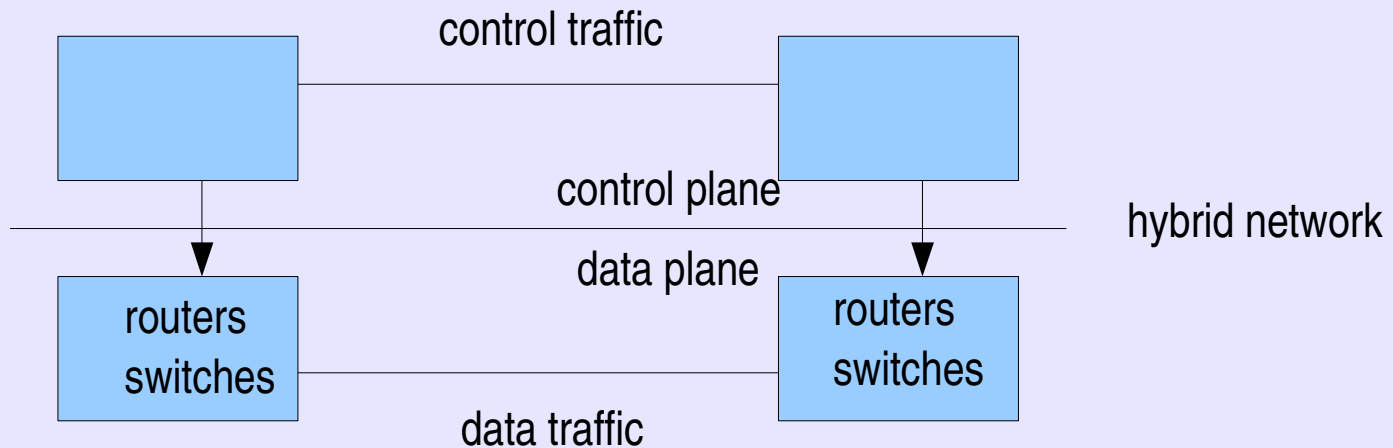 control traffic
control plane
hybrid network
data plane
routers
switches
routers
switches
data traffic